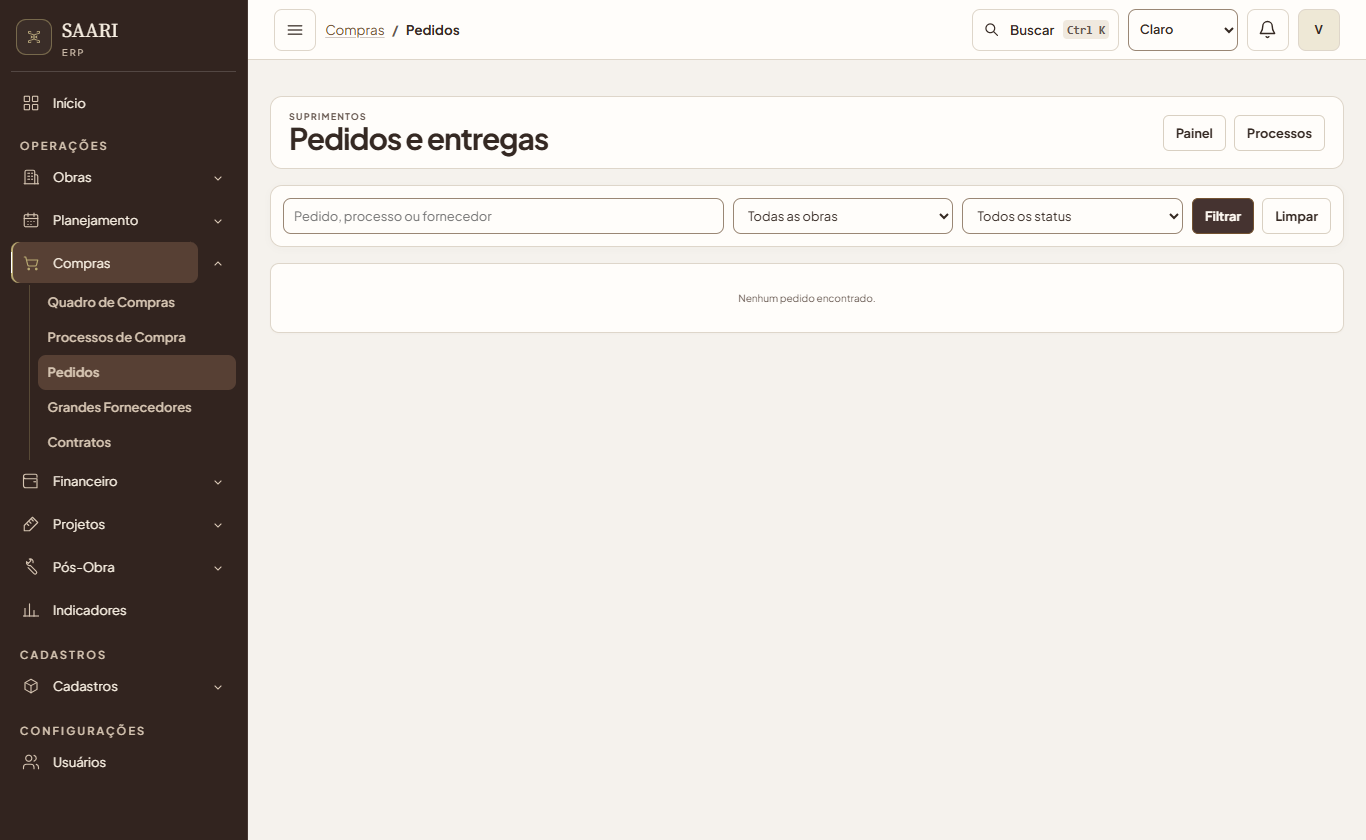 SAARI
ERP
Início
OPERAÇÕES
Obras
Planejamento
Compras
Quadro de Compras
Processos de Compra
Pedidos
Grandes Fornecedores
Contratos
Financeiro
Projetos
Pós-Obra
Indicadores
CADASTROS
Cadastros
CONFIGURAÇÕES
Usuários
Compras / Pedidos
Buscar Ctrl K
Claro
V
SUPRIMENTOS
Pedidos e entregas
Painel
Processos
Pedido, processo ou fornecedor
Todas as obras
Todos os status
Filtrar
Limpar
Nenhum pedido encontrado.